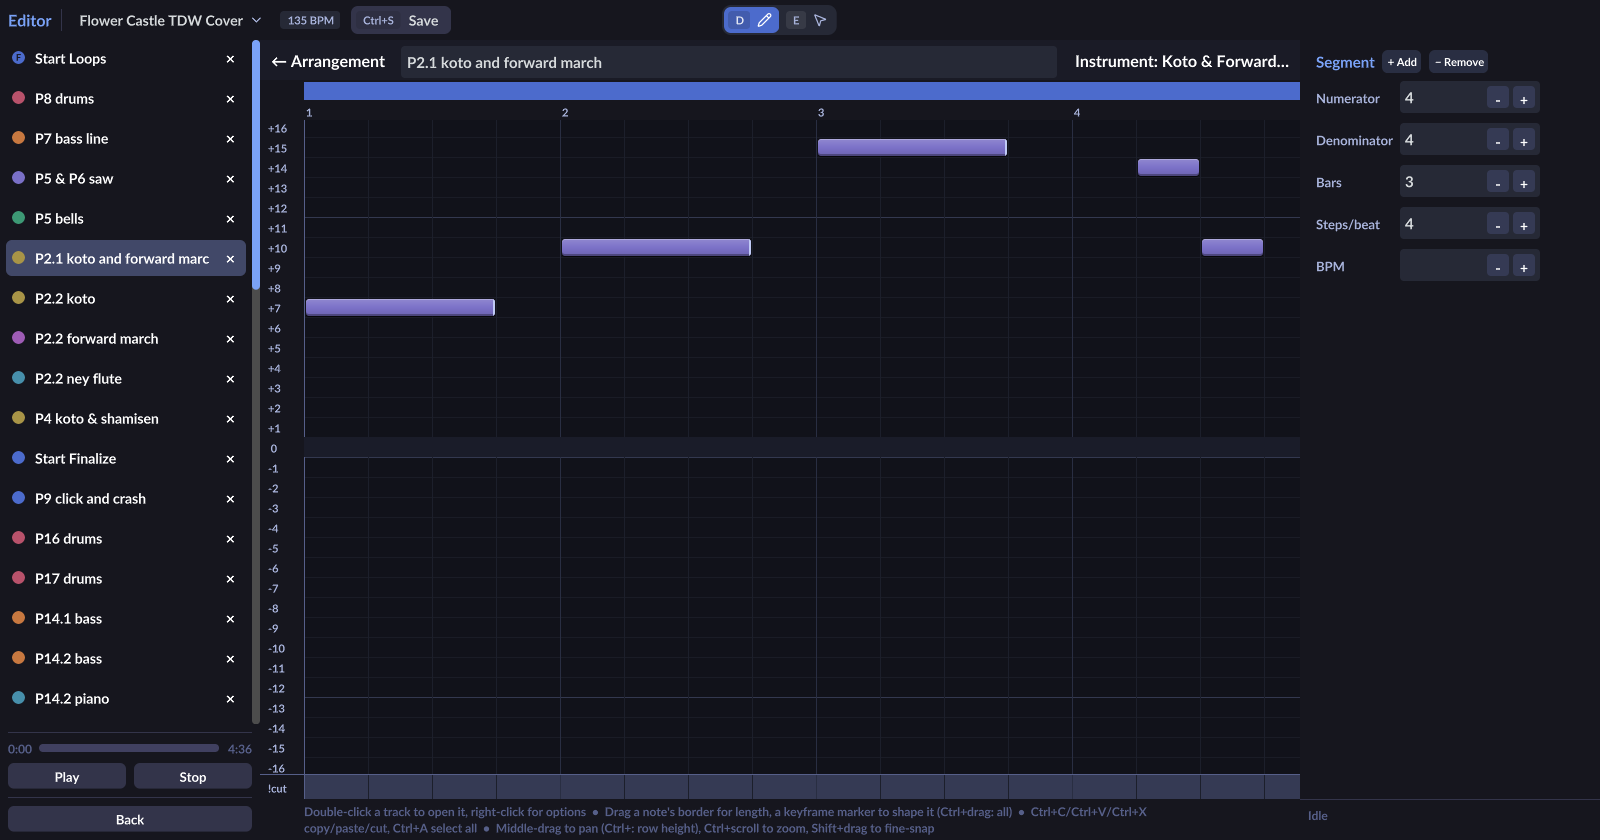 Editor
Flower Castle TDW Cover
135 BPM
Ctrl+S Save
D
E
F Start Loops ×
P8 drums ×
P7 bass line ×
P5 & P6 saw ×
P5 bells ×
P2.1 koto and forward marc ×
P2.2 koto ×
P2.2 forward march ×
P2.2 ney flute ×
P4 koto & shamisen ×
Start Finalize ×
P9 click and crash ×
P16 drums ×
P17 drums ×
P14.1 bass ×
P14.2 bass ×
P14.2 piano ×
0:00 4:36
Play Stop
Back
← Arrangement
P2.1 koto and forward march
Instrument: Koto & Forward...
1 2 3 4
+16
+15
+14
+13
+12
+11
+10
+9
+8
+7
+6
+5
+4
+3
+2
+1
0
-1
-2
-3
-4
-5
-6
-7
-8
-9
-10
-11
-12
-13
-14
-15
-16
!cut
Double-click a track to open it, right-click for options • Drag a note's border for length, a keyframe marker to shape it (Ctrl+drag: all) • Ctrl+C/Ctrl+V/Ctrl+X
copy/paste/cut, Ctrl+A select all • Middle-drag to pan (Ctrl+: row height), Ctrl+scroll to zoom, Shift+drag to fine-snap
Segment + Add − Remove
Numerator 4 - +
Denominator 4 - +
Bars 3 - +
Steps/beat 4 - +
BPM - +
Idle